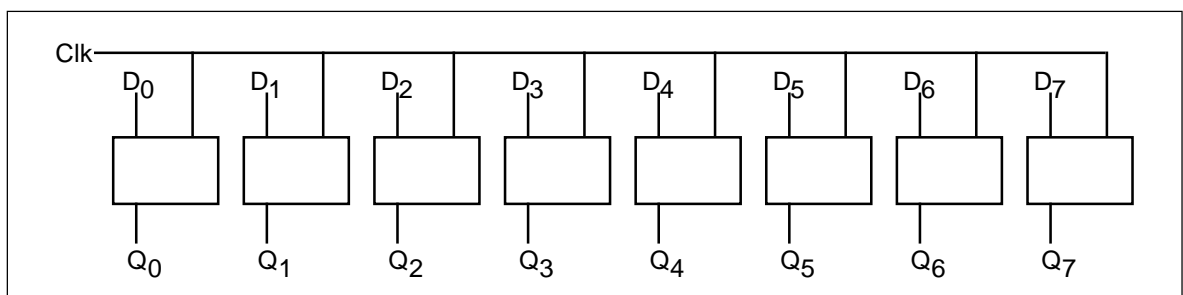 Clk
D0 D1 D2 D3 D4 D5 D6 D7
Q0 Q1 Q2 Q3 Q4 Q5 Q6 Q7